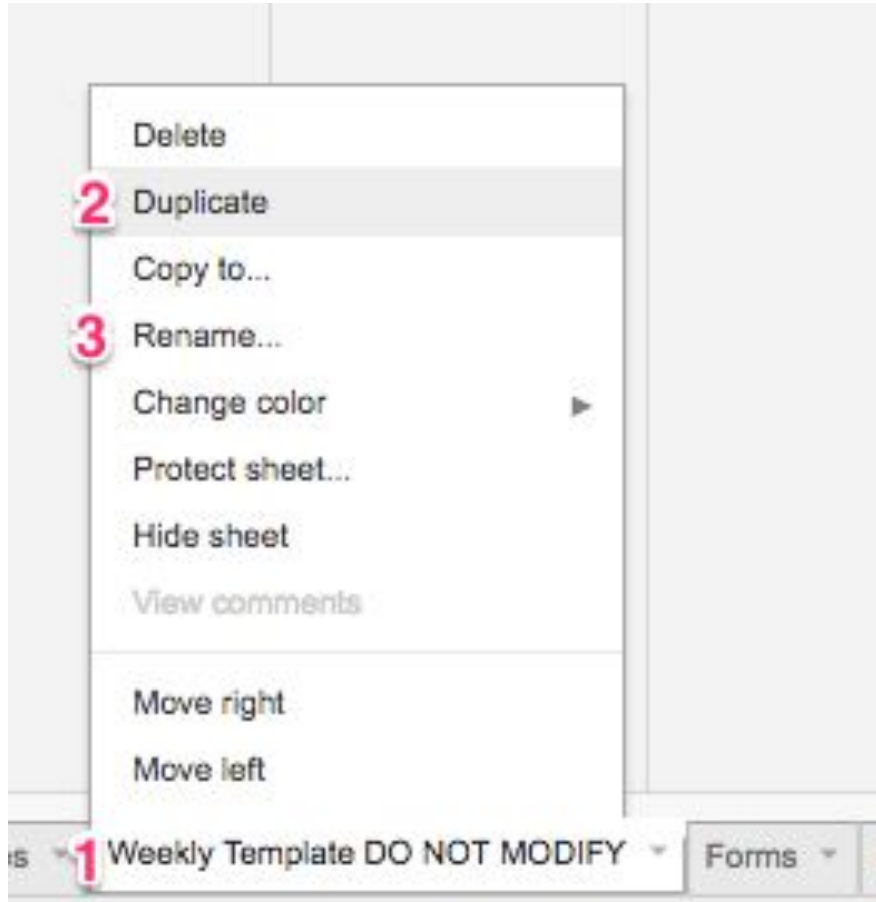 Delete
2 Duplicate
Copy to...
3 Rename...
Change color
Protect sheet...
Hide sheet
View comments
Move right
Move left
es 1 Weekly Template DO NOT MODIFY Forms